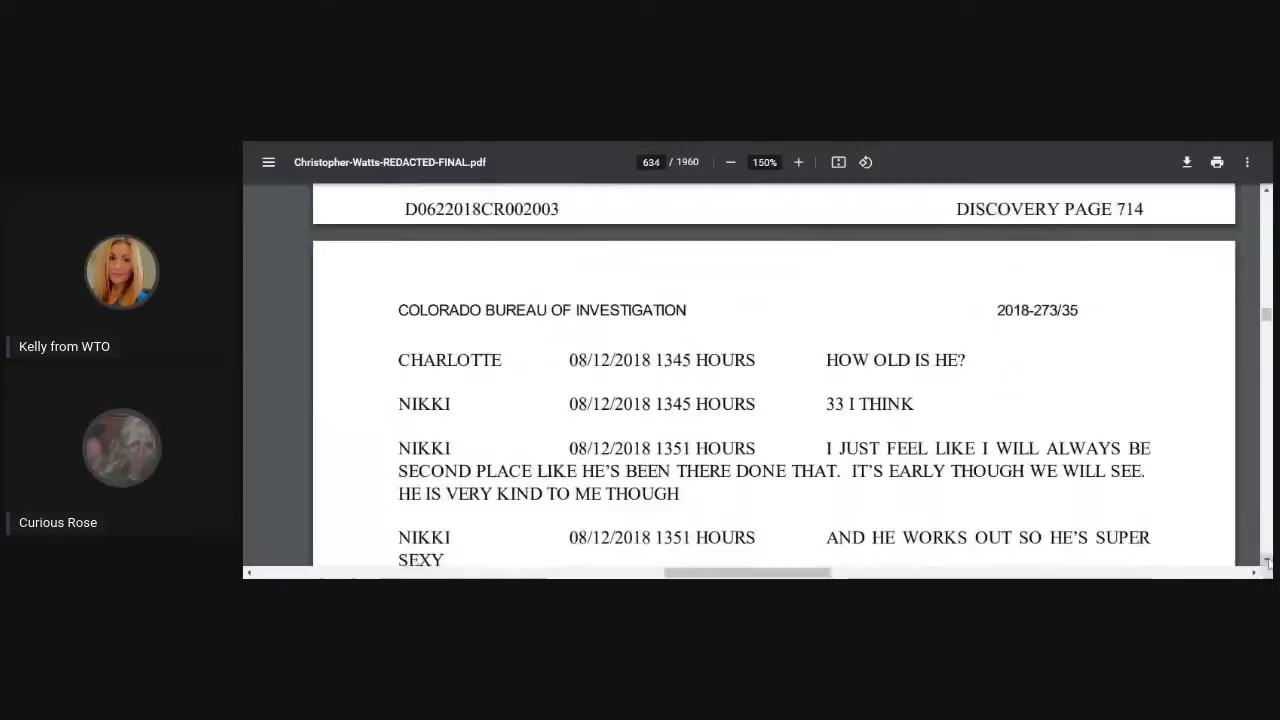 Christopher-Watts-REDACTED-FINAL.pdf 634 / 1960 150%
D0622018CR002003 DISCOVERY PAGE 714
COLORADO BUREAU OF INVESTIGATION 2018-273/35
CHARLOTTE 08/12/2018 1345 HOURS HOW OLD IS HE?
NIKKI 08/12/2018 1345 HOURS 33 I THINK
NIKKI 08/12/2018 1351 HOURS I JUST FEEL LIKE I WILL ALWAYS BE
SECOND PLACE LIKE HE'S BEEN THERE DONE THAT. IT'S EARLY THOUGH WE WILL SEE.
HE IS VERY KIND TO ME THOUGH
NIKKI 08/12/2018 1351 HOURS AND HE WORKS OUT SO HE'S SUPER
SEXY
Kelly from WTO
Curious Rose